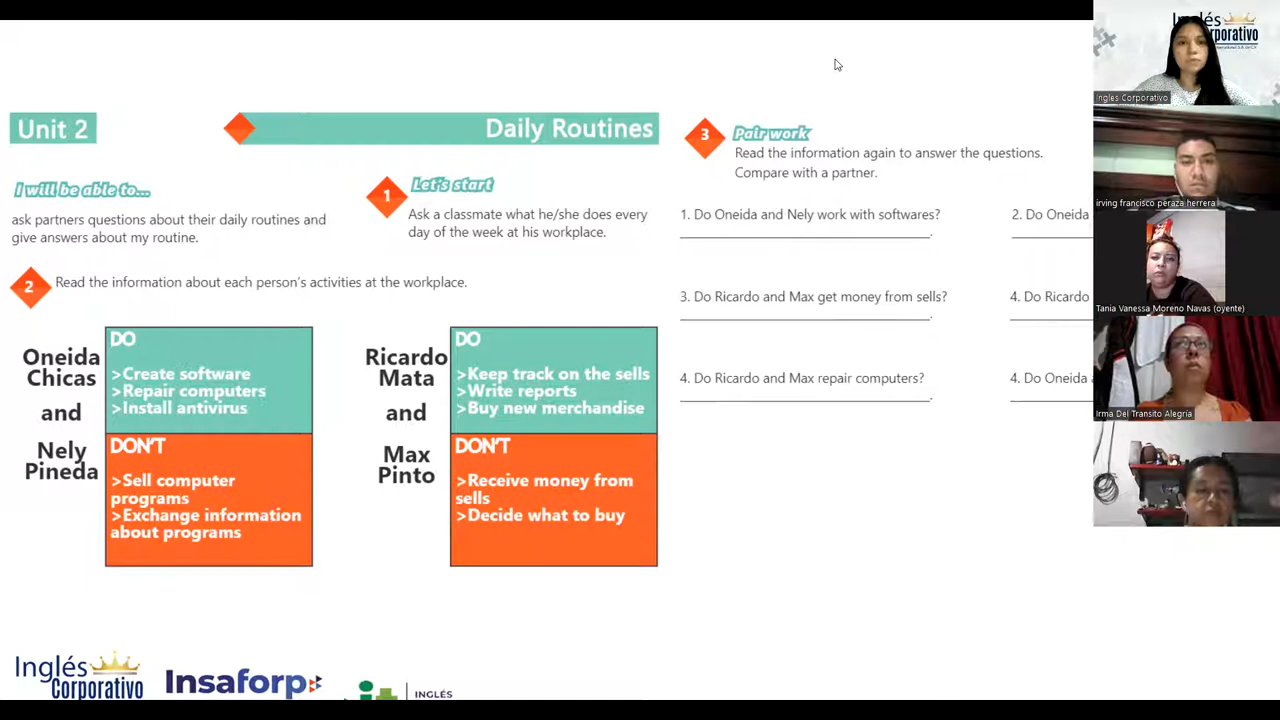 Unit 2
Daily Routines
I will be able to...
ask partners questions about their daily routines and
give answers about my routine.
1
Let's start
Ask a classmate what he/she does every
day of the week at his workplace.
2
Read the information about each person's activities at the workplace.
Oneida
Chicas
and
Nely
Pineda
DO
>Create software
>Repair computers
>Install antivirus
DON'T
>Sell computer
programs
>Exchange information
about programs
Ricardo
Mata
and
Max
Pinto
DO
>Keep track on the sells
>Write reports
>Buy new merchandise
DON'T
>Receive money from
sells
>Decide what to buy
3
Pair work
Read the information again to answer the questions.
Compare with a partner.
1. Do Oneida and Nely work with softwares?
2. Do Oneida
3. Do Ricardo and Max get money from sells?
4. Do Ricardo
4. Do Ricardo and Max repair computers?
4. Do Oneida
Inglés
Corporativo
Insaforp
INGLÉS
Inglés
Corporativo
Ingles Corporativo
irving francisco peraza herrera
Tania Vanessa Moreno Navas (oyente)
Irma Del Transito Alegria